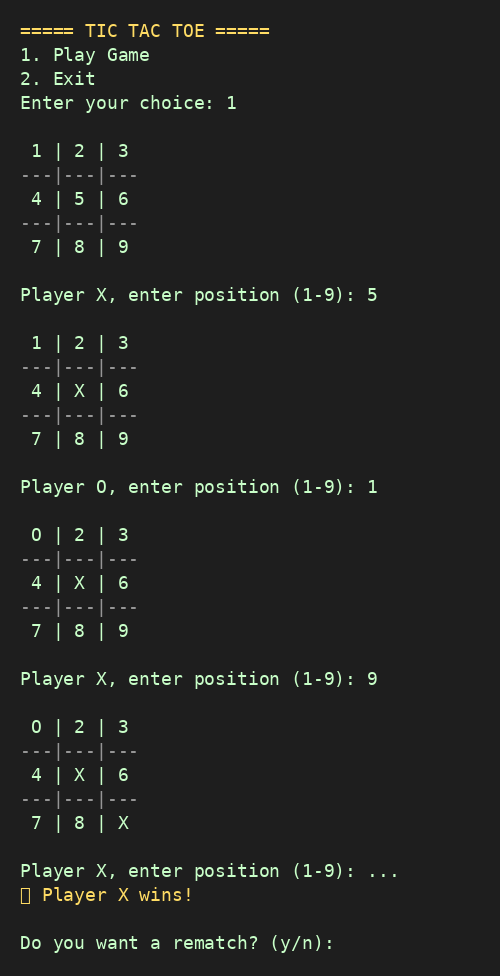 ===== TIC TAC TOE =====
1. Play Game
2. Exit
Enter your choice: 1
1 | 2 | 3
---|---|---
4 | 5 | 6
---|---|---
7 | 8 | 9
Player X, enter position (1-9): 5
1 | 2 | 3
---|---|---
4 | X | 6
---|---|---
7 | 8 | 9
Player O, enter position (1-9): 1
O | 2 | 3
---|---|---
4 | X | 6
---|---|---
7 | 8 | 9
Player X, enter position (1-9): 9
O | 2 | 3
---|---|---
4 | X | 6
---|---|---
7 | 8 | X
Player X, enter position (1-9): ...
▯ Player X wins!
Do you want a rematch? (y/n):